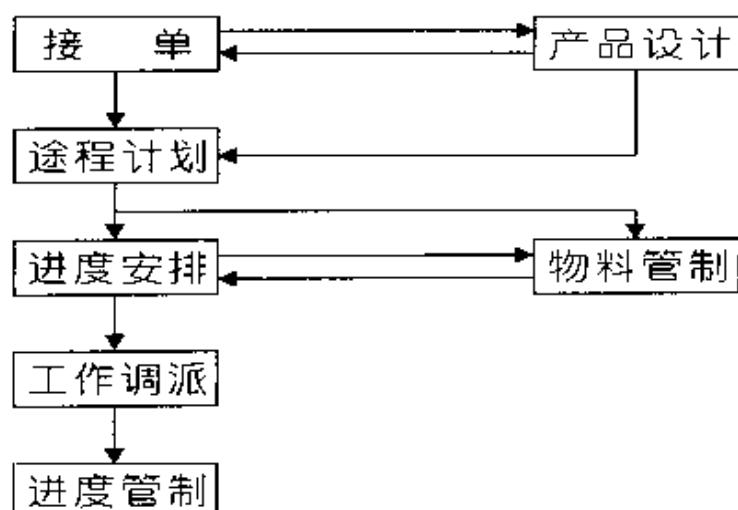 接 单
产品设计
途程计划
进度安排
物料管制
工作调派
进度管制